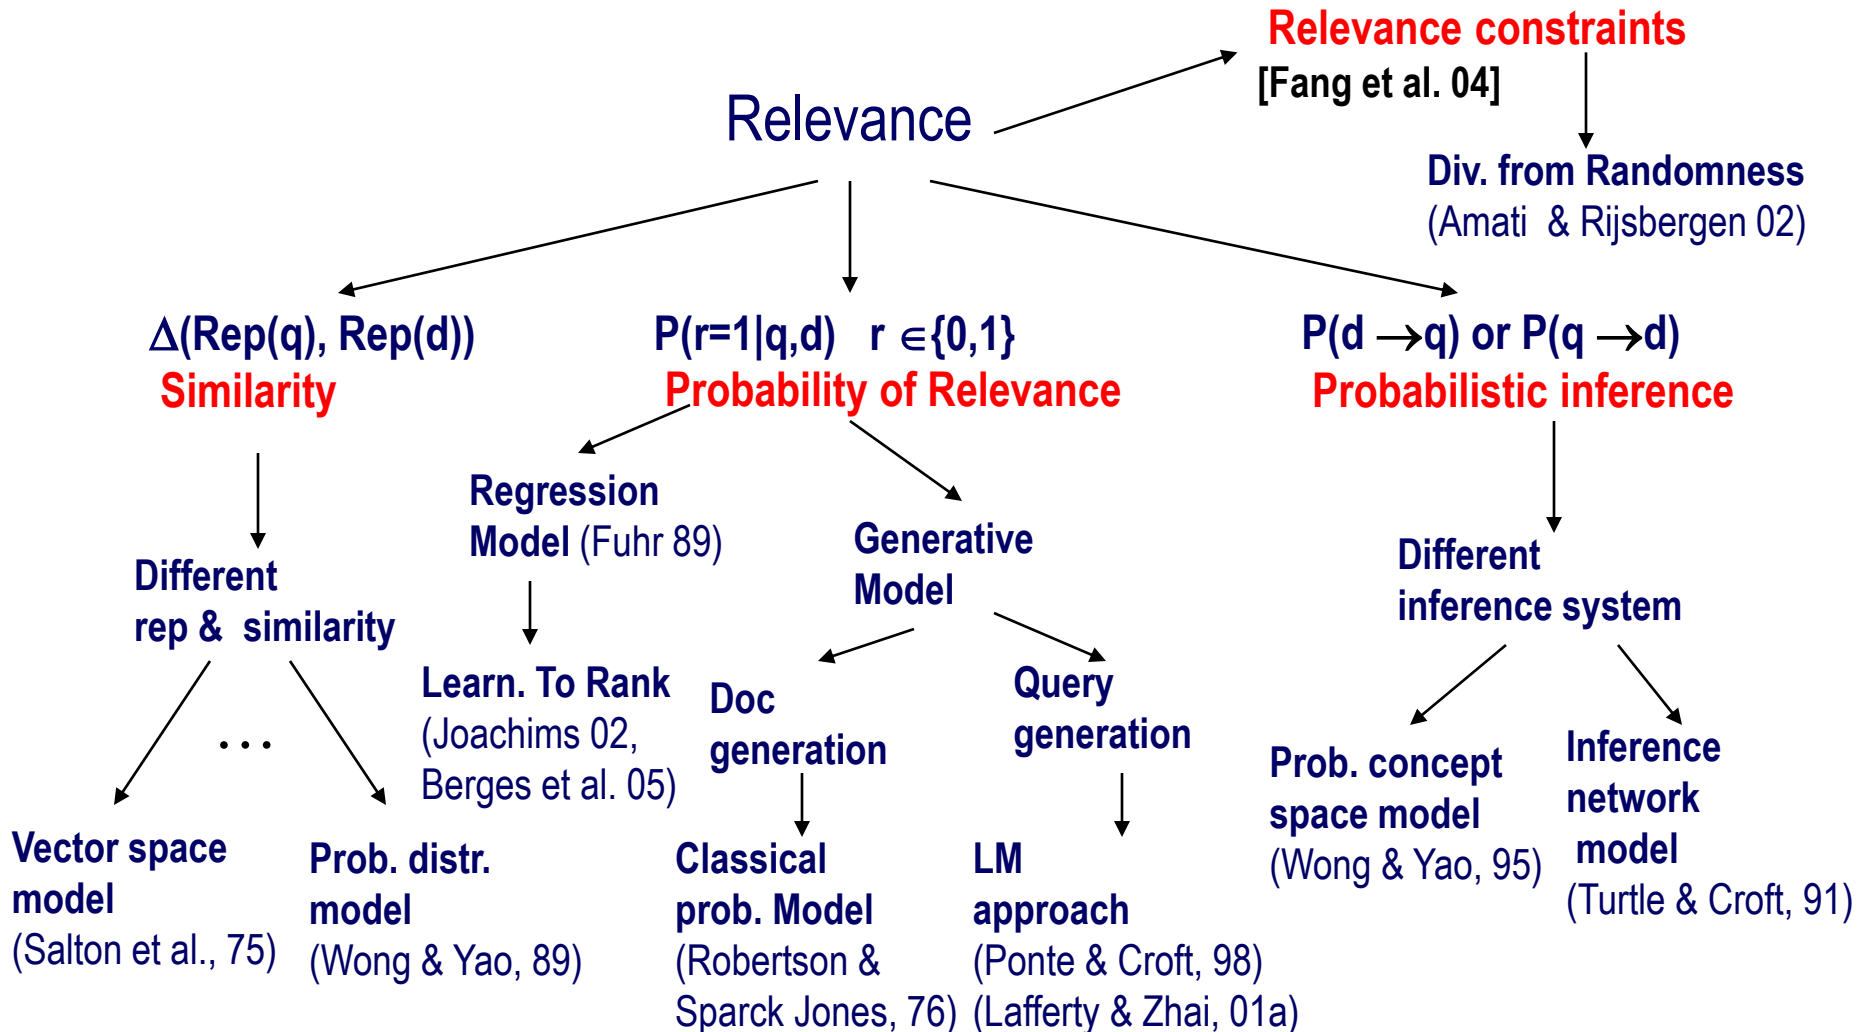 Relevance constraints
[Fang et al. 04]
Relevance
Div. from Randomness
(Amati & Rijsbergen 02)
Δ(Rep(q), Rep(d))
Similarity
P(r=1|q,d) r ∈{0,1}
Probability of Relevance
P(d →q) or P(q →d)
Probabilistic inference
Different
rep & similarity
Regression
Model (Fuhr 89)
Generative
Model
Different
inference system
…
Learn. To Rank
(Joachims 02,
Berges et al. 05)
Doc
generation
Query
generation
Vector space
model
(Salton et al., 75)
Prob. distr.
model
(Wong & Yao, 89)
Classical
prob. Model
(Robertson &
Sparck Jones, 76)
LM
approach
(Ponte & Croft, 98)
(Lafferty & Zhai, 01a)
Prob. concept
space model
(Wong & Yao, 95)
Inference
network
model
(Turtle & Croft, 91)